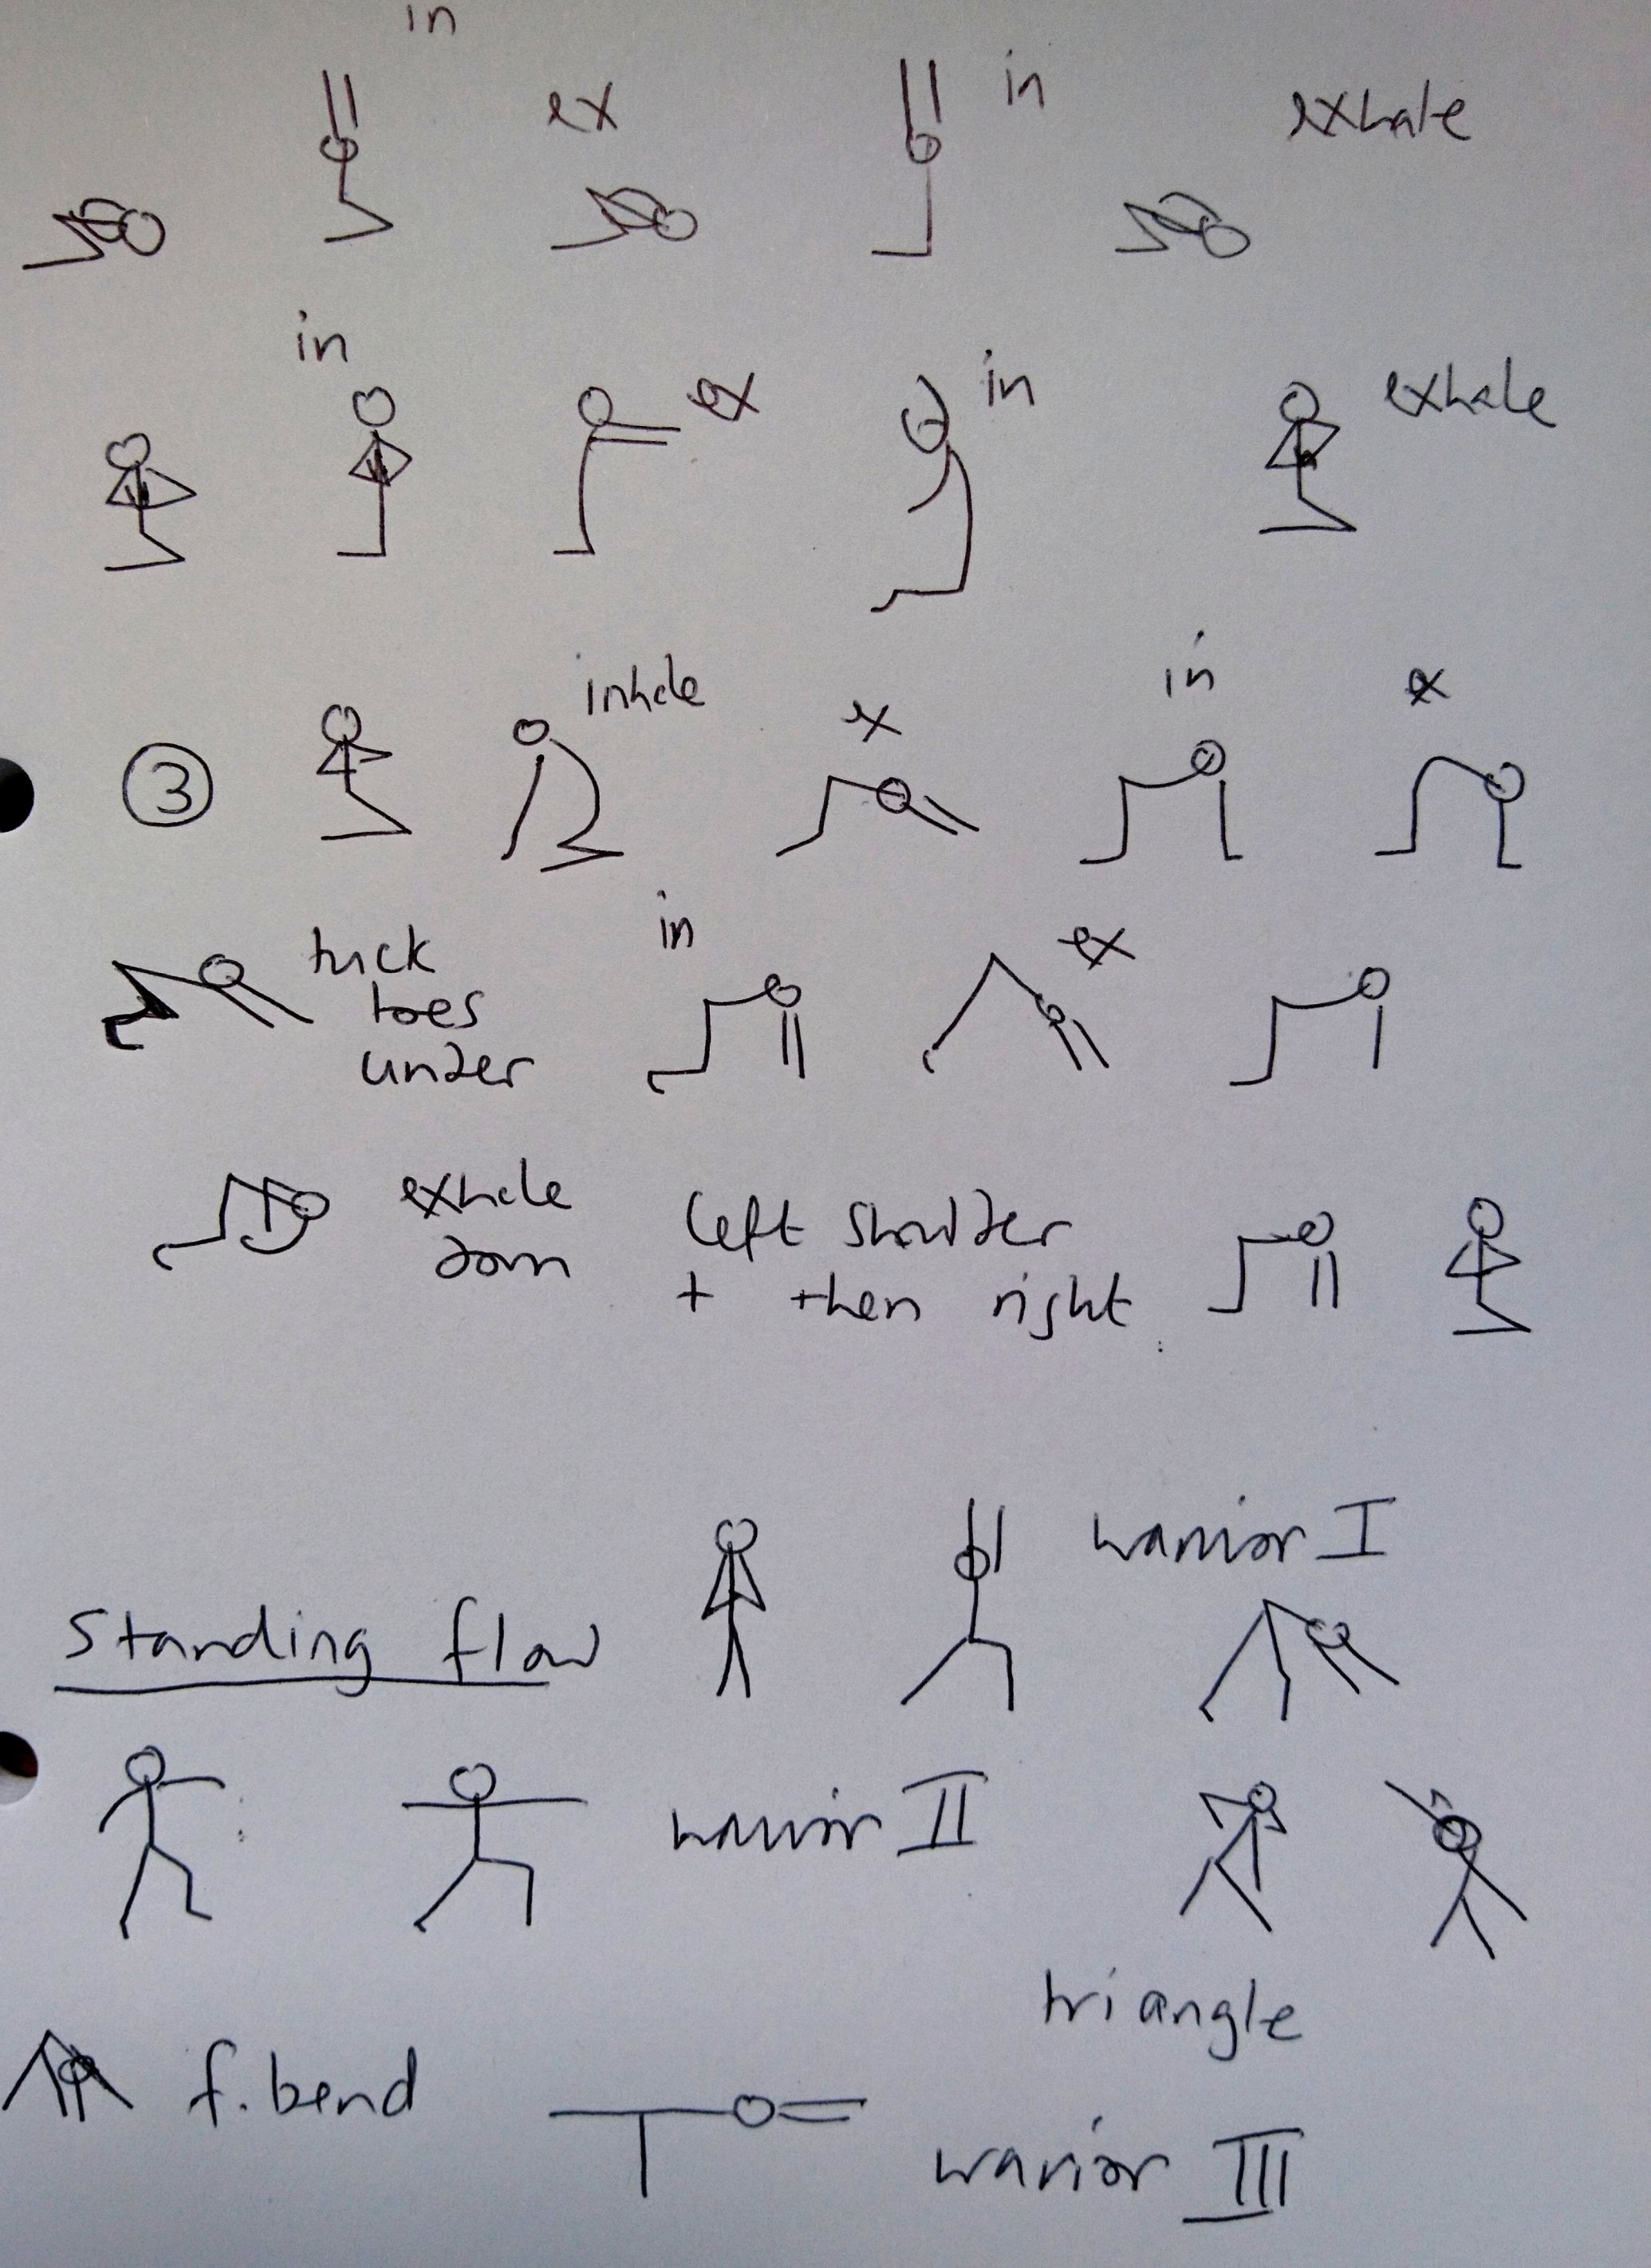 in
ex
in
exhale
in
ex
in
exhale
3
inhale
ex
in
ex
tuck
toes
under
in
ex
exhale
down
left shoulder
+ then right
Standing flow
warrior I
warrior II
triangle
f. bend
warrior III